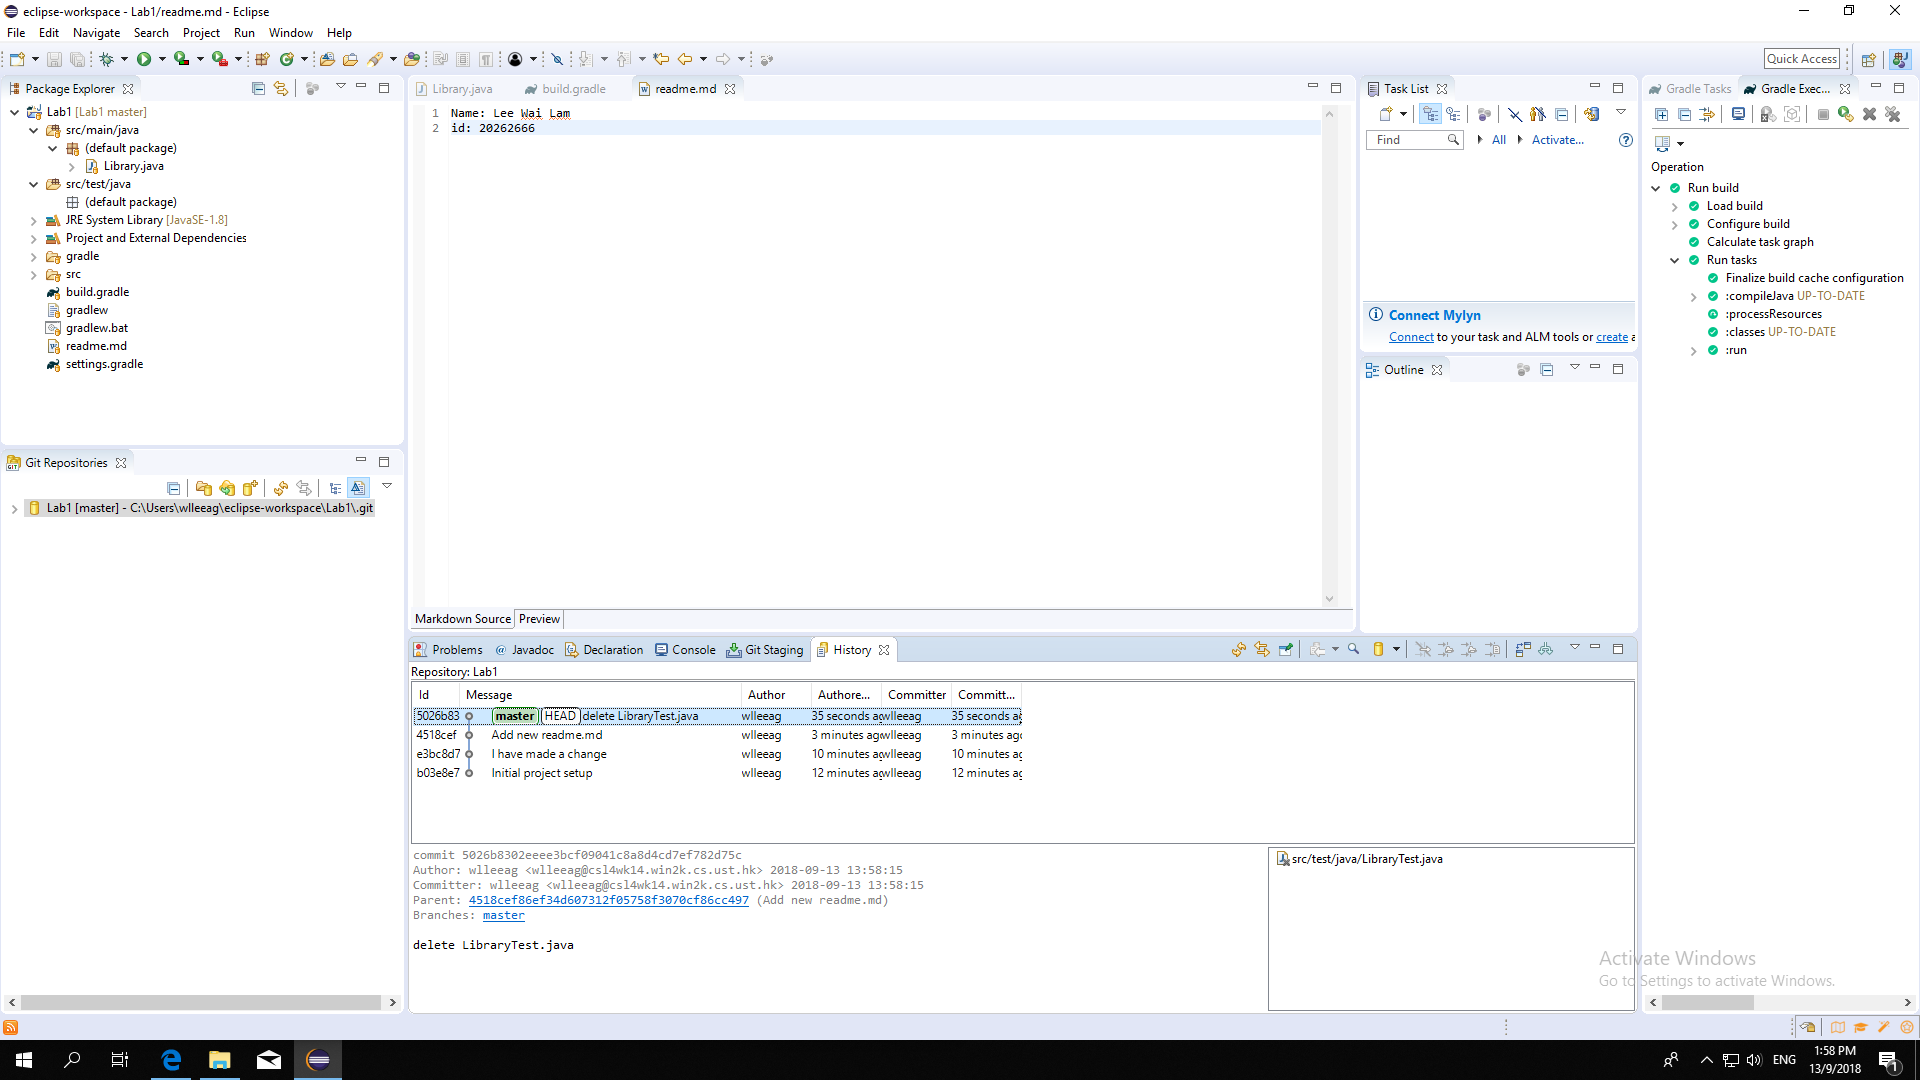 eclipse-workspace - Lab1/readme.md - Eclipse
File Edit Navigate Search Project Run Window Help
Quick Access
Package Explorer
Lab1 [Lab1 master]
src/main/java
(default package)
Library.java
src/test/java
(default package)
JRE System Library [JavaSE-1.8]
Project and External Dependencies
gradle
src
build.gradle
gradlew
gradlew.bat
readme.md
settings.gradle
Git Repositories
Lab1 [master] - C:\Users\wlleeag\eclipse-workspace\Lab1\.git
Library.java build.gradle readme.md
1 Name: Lee Wai Lam
2 id: 20262666
Markdown Source Preview
Task List
Find All Activate...
Connect Mylyn
Connect to your task and ALM tools or create a
Outline
Gradle Tasks Gradle Exec...
Operation
Run build
Load build
Configure build
Calculate task graph
Run tasks
Finalize build cache configuration
:compileJava UP-TO-DATE
:processResources
:classes UP-TO-DATE
:run
Problems Javadoc Declaration Console Git Staging History
Repository: Lab1
Id Message Author Authore... Committer Committ...
5026b83 master HEAD delete LibraryTest.java wlleeag 35 seconds ag wlleeag 35 seconds ag
4518cef Add new readme.md wlleeag 3 minutes ago wlleeag 3 minutes ago
e3bc8d7 I have made a change wlleeag 10 minutes ag wlleeag 10 minutes ag
b03e8e7 Initial project setup wlleeag 12 minutes ag wlleeag 12 minutes ag
commit 5026b8302eeee3bcf09041c8a8d4cd7ef782d75c
Author: wlleeag <wlleeag@csl4wk14.win2k.cs.ust.hk> 2018-09-13 13:58:15
Committer: wlleeag <wlleeag@csl4wk14.win2k.cs.ust.hk> 2018-09-13 13:58:15
Parent: 4518cef86ef34d607312f05758f3070cf86cc497 (Add new readme.md)
Branches: master
delete LibraryTest.java
src/test/java/LibraryTest.java
Activate Windows
Go to Settings to activate Windows.
ENG
1:58 PM
13/9/2018
1